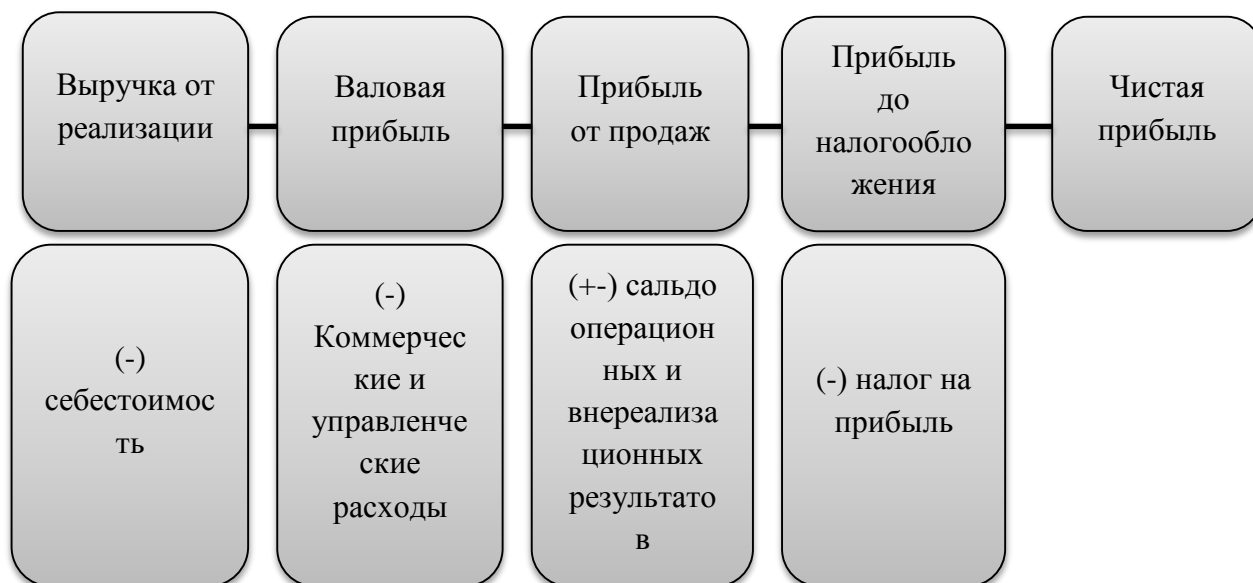 Выручка от
реализации
Валовая
прибыль
Прибыль
от продаж
Прибыль
до
налогообло
жения
Чистая
прибыль
(-)
себестоимос
ть
(-)
Коммерчес
кие и
управленче
ские
расходы
(+-) сальдо
операцион
ных и
внереализа
ционных
результато
в
(-) налог на
прибыль